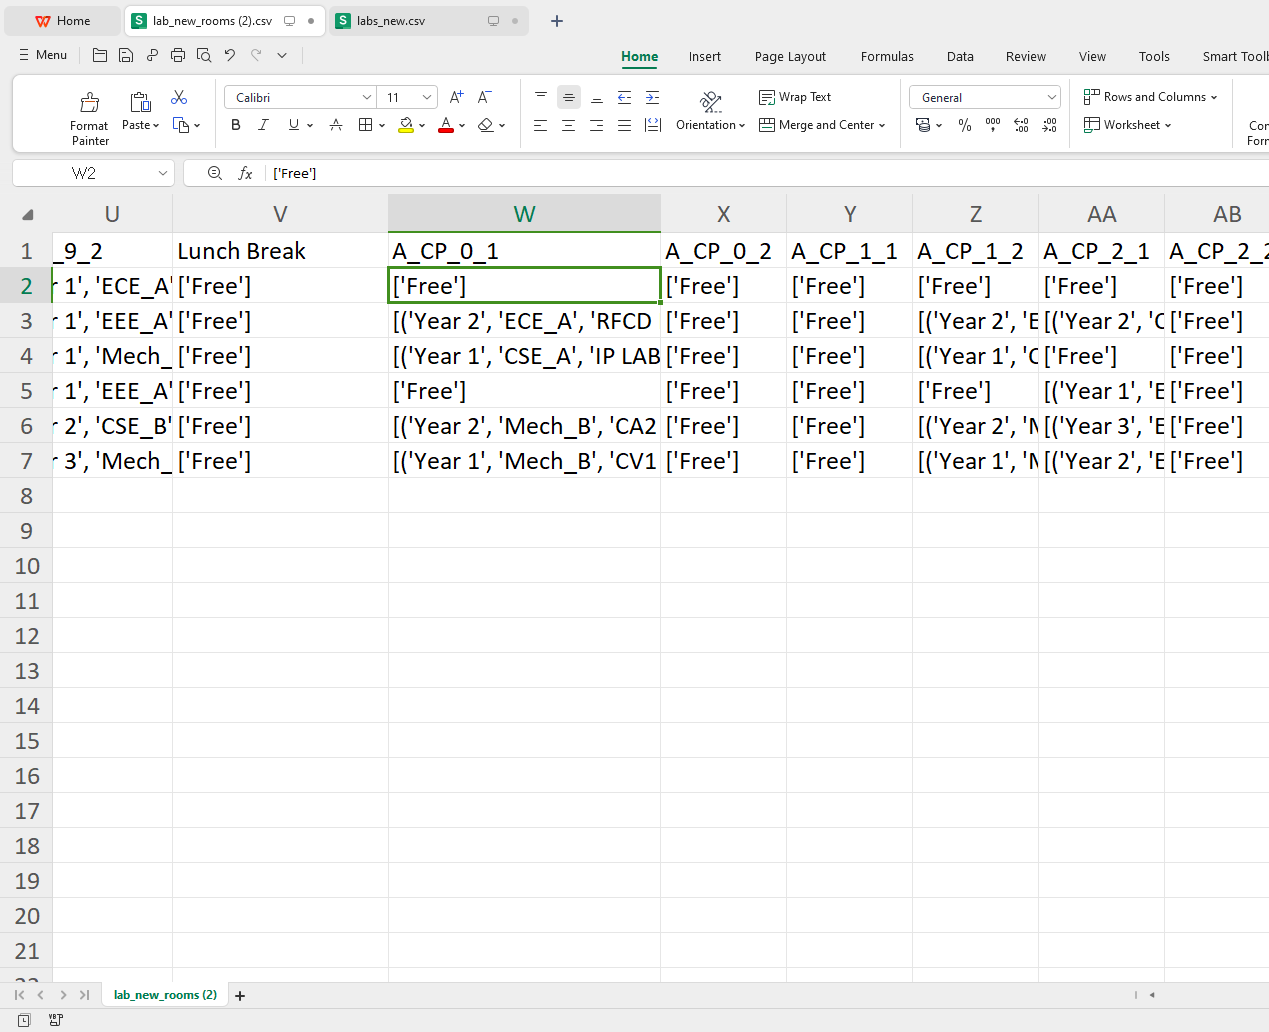 Home
lab_new_rooms (2).csv
labs_new.csv
Menu
Home Insert Page Layout Formulas Data Review View Tools
Format Painter
Paste
Calibri 11
Orientation
Wrap Text
Merge and Center
General
Rows and Columns
Worksheet
W2
fx ['Free']
U V W X Y Z AA AB
1 _9_2 Lunch Break A_CP_0_1 A_CP_0_2 A_CP_1_1 A_CP_1_2 A_CP_2_1 A_CP_2_2
2 r 1', 'ECE_A' ['Free'] ['Free'] ['Free'] ['Free'] ['Free'] ['Free'] ['Free']
3 r 1', 'EEE_A' ['Free'] [('Year 2', 'ECE_A', 'RFCD ['Free'] ['Free'] [('Year 2', 'E [('Year 2', 'C ['Free']
4 r 1', 'Mech_ ['Free'] [('Year 1', 'CSE_A', 'IP LAB ['Free'] ['Free'] [('Year 1', 'C ['Free'] ['Free']
5 r 1', 'EEE_A' ['Free'] ['Free'] ['Free'] ['Free'] ['Free'] [('Year 1', 'E ['Free']
6 r 2', 'CSE_B' ['Free'] [('Year 2', 'Mech_B', 'CA2 ['Free'] ['Free'] [('Year 2', 'M [('Year 3', 'E ['Free']
7 r 3', 'Mech_ ['Free'] [('Year 1', 'Mech_B', 'CV1 ['Free'] ['Free'] [('Year 1', 'M [('Year 2', 'E ['Free']
8
9
10
11
12
13
14
15
16
17
18
19
20
21
lab_new_rooms (2)